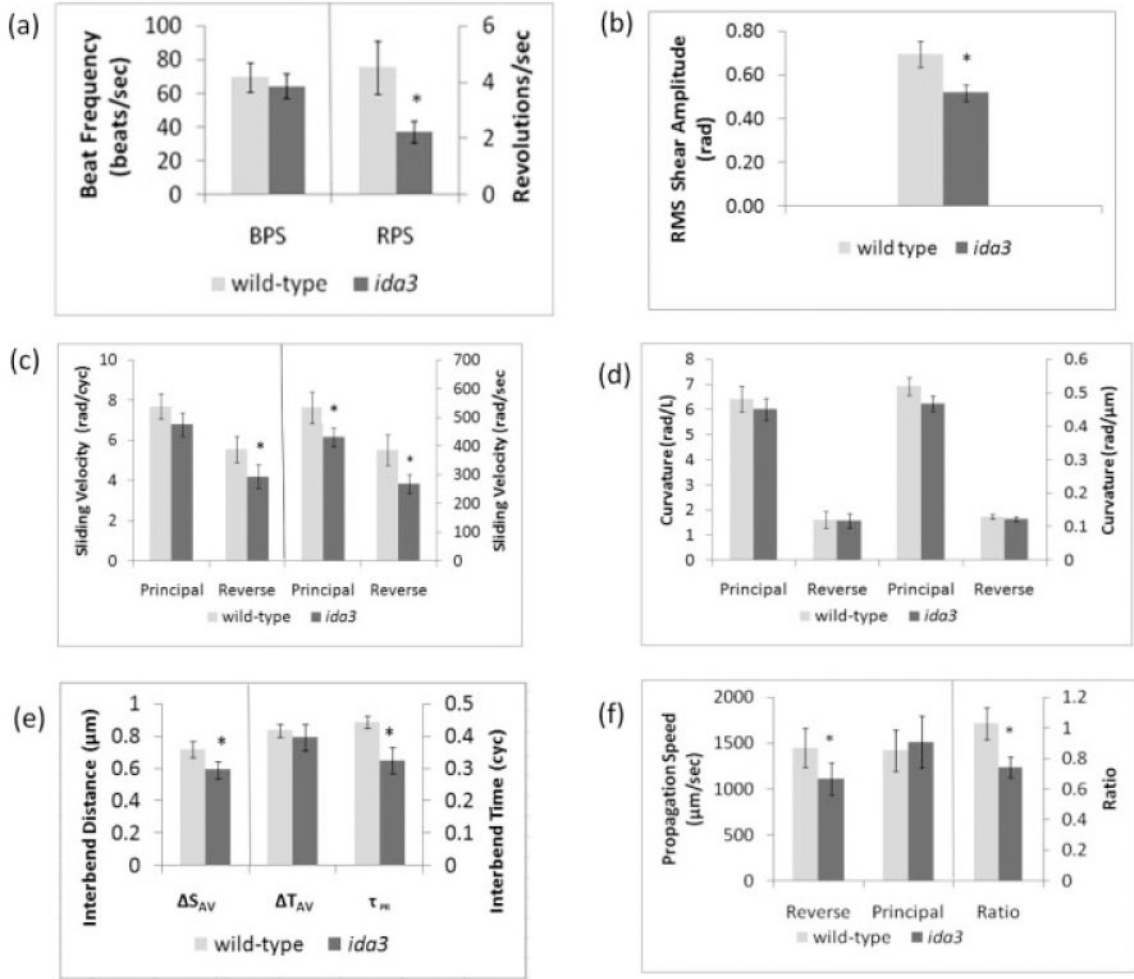 (a)
Beat Frequency
(beats/sec)
100
80
60
40
20
0
*
6
4
2
0
Revolutions/sec
BPS RPS
wild-type ida3
(b)
RMS Shear Amplitude
(rad)
0.80
0.60
0.40
0.20
0.00
*
wild type ida3
(c)
Sliding Velocity (rad/cyc)
10
8
6
4
2
0
* * *
700
600
500
400
300
200
100
0
Sliding Velocity (rad/sec
Principal Reverse Principal Reverse
wild-type ida3
(d)
Curvature (rad/L)
8
7
6
5
4
3
2
1
0
0.6
0.5
0.4
0.3
0.2
0.1
0
Curvature (rad/µm)
Principal Reverse Principal Reverse
wild-type ida3
(e)
Interbend Distance (µm)
1
0.8
0.6
0.4
0.2
0
* *
0.5
0.4
0.3
0.2
0.1
0
Interbend Time (cyc)
ΔSAV ΔTAV τPR
wild-type ida3
(f)
Propagation Speed
(µm/sec)
2000
1500
1000
500
0
* *
1.2
1
0.8
0.6
0.4
0.2
0
Ratio
Reverse Principal Ratio
wild-type ida3